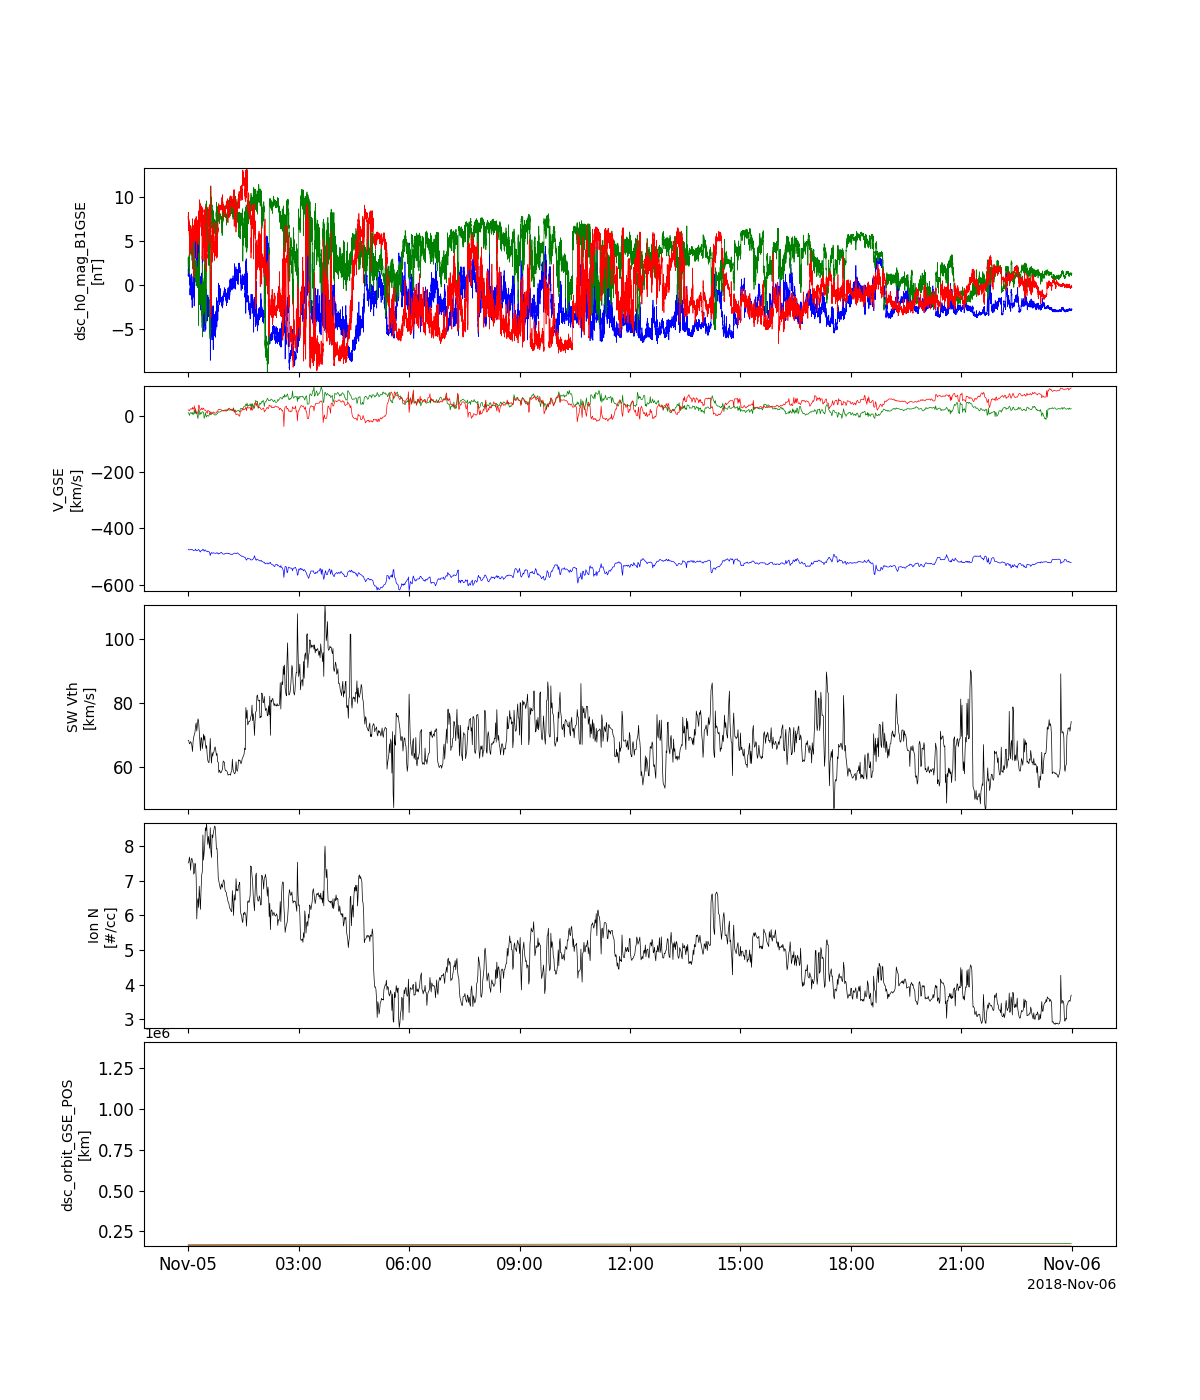 10
5
0
−5
dsc_h0_mag_B1GSE
[nT]
0
−200
−400
−600
V_GSE
[km/s]
100
80
60
SW Vth
[km/s]
8
7
6
5
4
3
Ion N
[#/cc]
1e6
1.25
1.00
0.75
0.50
0.25
dsc_orbit_GSE_POS
[km]
Nov-05 03:00 06:00 09:00 12:00 15:00 18:00 21:00 Nov-06
2018-Nov-06